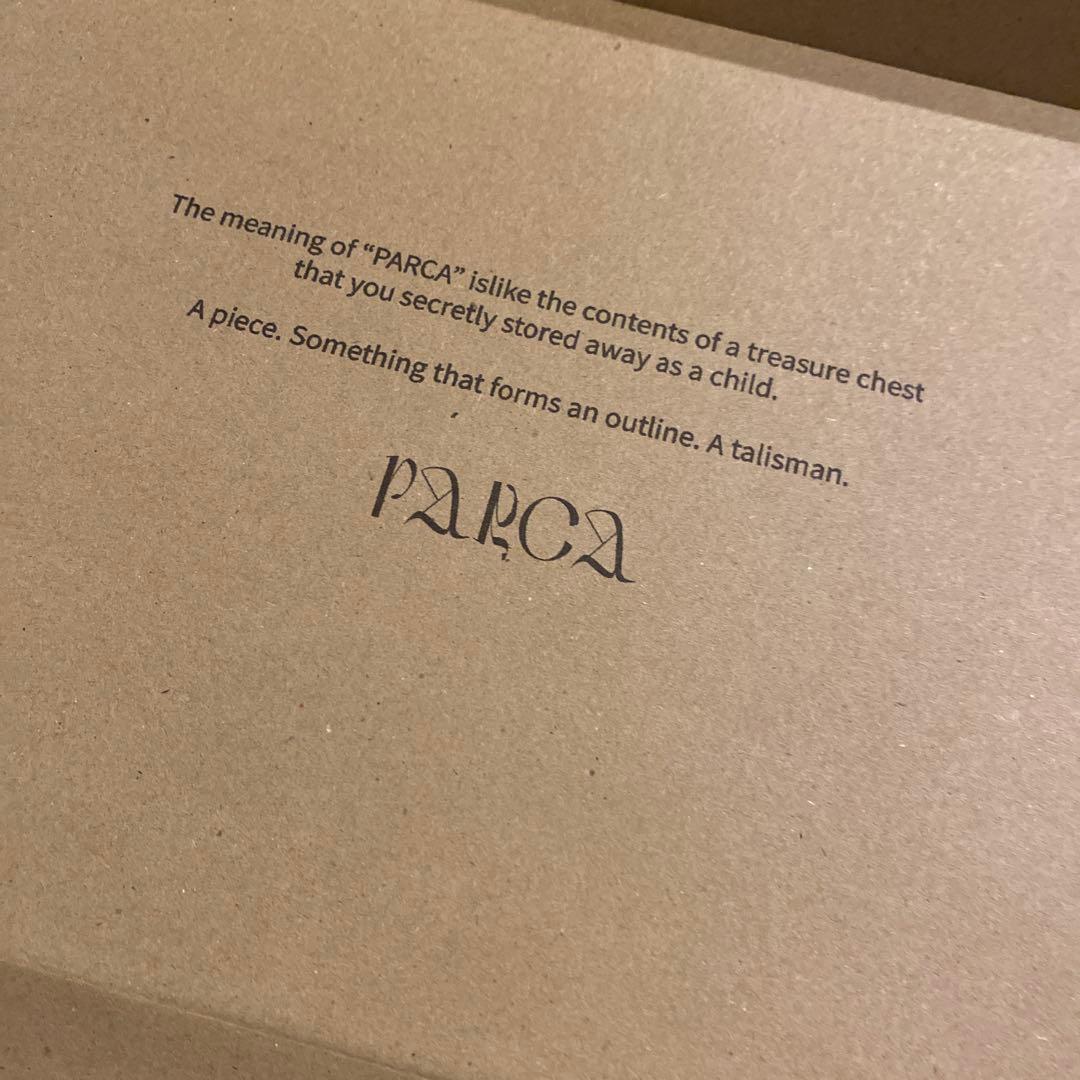 The meaning of “PARCA” islike the contents of a treasure chest
that you secretly stored away as a child.
A piece. Something that forms an outline. A talisman.
PARCA